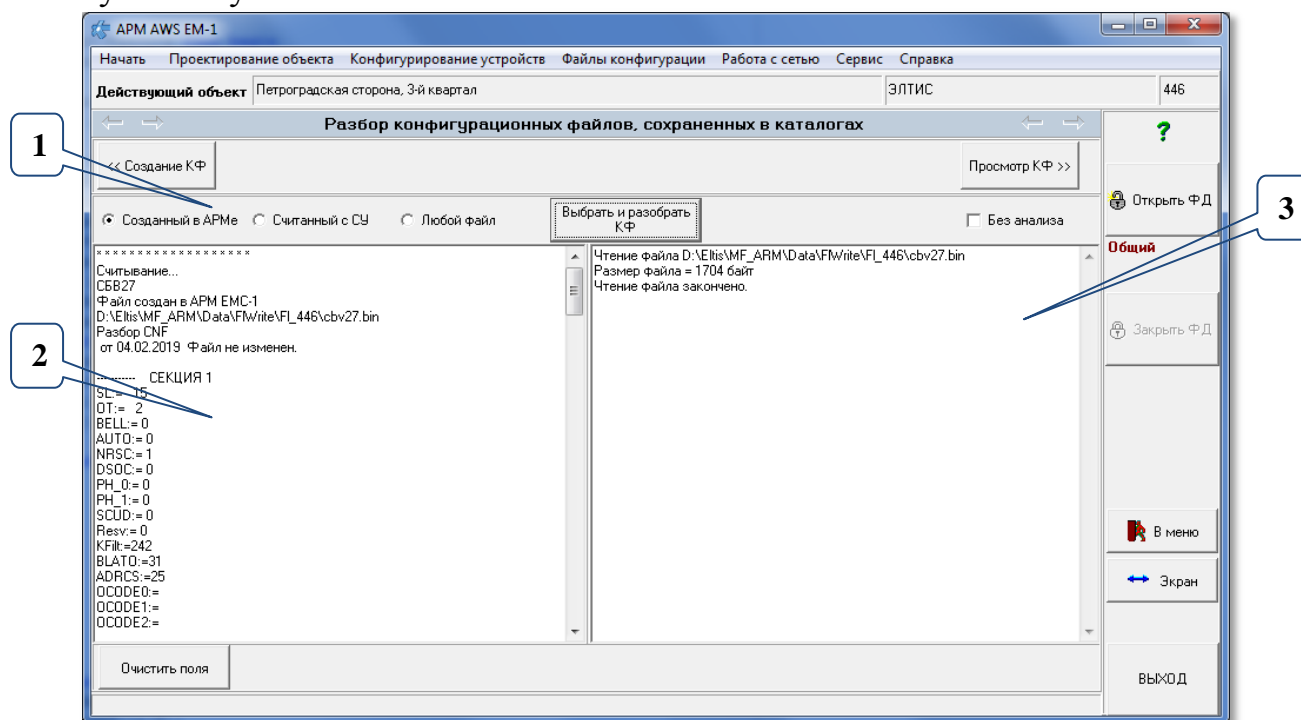 APM AWS EM-1
Начать Проектирование объекта Конфигурирование устройств Файлы конфигурации Работа с сетью Сервис Справка
Действующий объект Петроградская сторона, 3-й квартал ЭЛТИС 446
Разбор конфигурационных файлов, сохраненных в каталогах
?
1
<< Создание КФ
Просмотр КФ >>
Открыть ФД
3
Созданный в АРМе Считанный с СУ Любой файл
Выбрать и разобрать
КФ
Без анализа
Общий
Закрыть ФД
2
* * * * * * * * * * * * * * * * * *
Считывание...
СБВ27
Файл создан в АРМ EMC-1
D:\Eltis\MF_ARM\Data\FlWrite\Fl_446\cbv27.bin
Разбор CNF
от 04.02.2019 Файл не изменен.
---------- СЕКЦИЯ 1
SL:= 15
OT:= 2
BELL:= 0
AUTO:= 0
NRSC:= 1
DSOC:= 0
PH_0:= 0
PH_1:= 0
SCUD:= 0
Resv:= 0
KFilt:=242
BLATO:=31
ADRCS:=25
OCODE0:=
OCODE1:=
OCODE2:=
Чтение файла D:\Eltis\MF_ARM\Data\FlWrite\Fl_446\cbv27.bin
Размер файла = 1704 байт
Чтение файла закончено.
В меню
Экран
Очистить поля
ВЫХОД